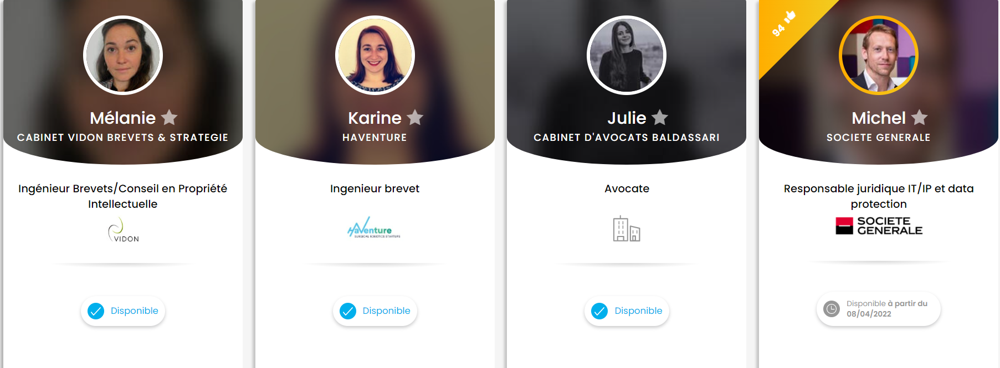 Mélanie
CABINET VIDON BREVETS & STRATEGIE
Ingénieur Brevets/Conseil en Propriété
Intellectuelle
VIDON
Disponible
Karine
HAVENTURE
Ingenieur brevet
HaVenture
SURGICAL ROBOTICS STARTUPS
Disponible
Julie
CABINET D'AVOCATS BALDASSARI
Avocate
Disponible
94
Michel
SOCIETE GENERALE
Responsable juridique IT/IP et data
protection
SOCIETE
GENERALE
Disponible à partir du
08/04/2022